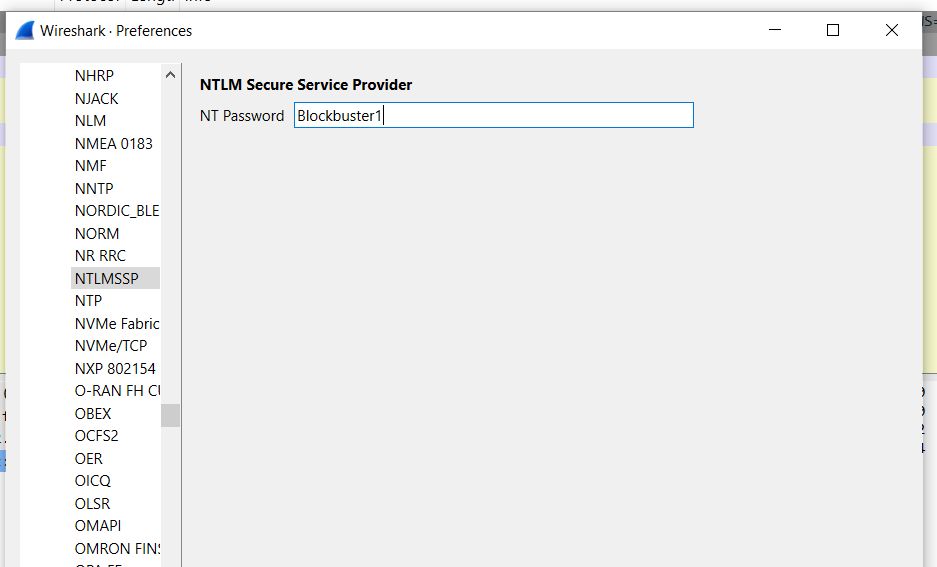 Wireshark · Preferences
NHRP
NJACK
NLM
NMEA 0183
NMF
NNTP
NORDIC_BLE
NORM
NR RRC
NTLMSSP
NTP
NVMe Fabric
NVMe/TCP
NXP 802154
O-RAN FH CU
OBEX
OCFS2
OER
OICQ
OLSR
OMAPI
OMRON FINS
NTLM Secure Service Provider
NT Password Blockbuster1